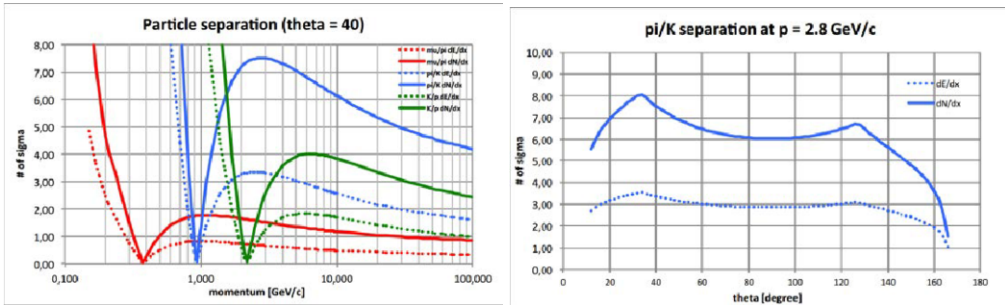 Particle separation (theta = 40)
8,00
7,00
6,00
5,00
4,00
3,00
2,00
1,00
0,00
# of sigma
mu/pi dE/dx
mu/pi dN/dx
pi/K dE/dx
pi/K dN/dx
K/p dE/dx
K/p dN/dx
0,100 1,000 10,000 100,000
momentum [GeV/c]
pi/K separation at p = 2.8 GeV/c
10,00
9,00
8,00
7,00
6,00
5,00
4,00
3,00
2,00
1,00
0,00
# of sigma
dE/dx
dN/dx
0 20 40 60 80 100 120 140 160 180
theta [degree]